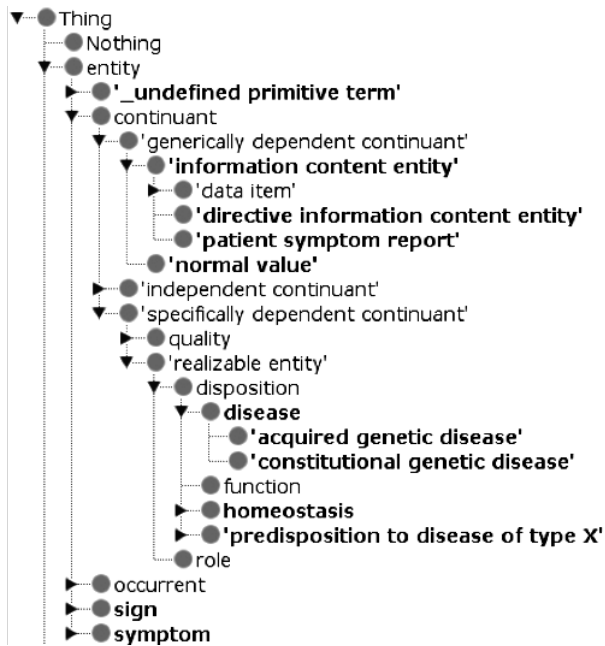 Thing
Nothing
entity
'_undefined primitive term'
continuant
'generically dependent continuant'
'information content entity'
'data item'
'directive information content entity'
'patient symptom report'
'normal value'
'independent continuant'
'specifically dependent continuant'
quality
'realizable entity'
disposition
disease
'acquired genetic disease'
'constitutional genetic disease'
function
homeostasis
'predisposition to disease of type X'
role
occurrent
sign
symptom